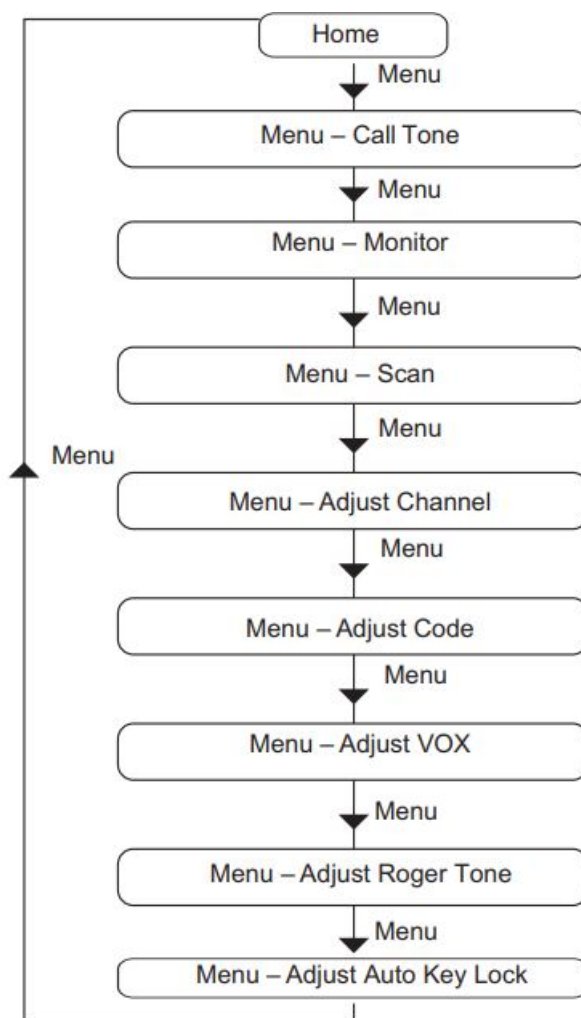 Home
Menu
Menu – Call Tone
Menu
Menu – Monitor
Menu
Menu – Scan
Menu
Menu
Menu – Adjust Channel
Menu
Menu – Adjust Code
Menu
Menu – Adjust VOX
Menu
Menu – Adjust Roger Tone
Menu
Menu – Adjust Auto Key Lock